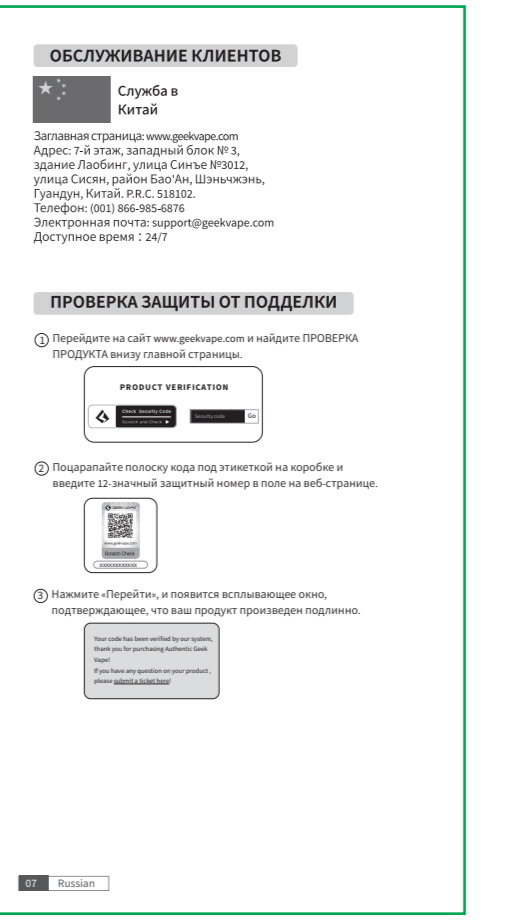 ОБСЛУЖИВАНИЕ КЛИЕНТОВ
Служба в
Китай
Заглавная страница: www.geekvape.com
Адрес: 7-й этаж, западный блок № 3,
здание Лаобинг, улица Синъе №3012,
улица Сисян, район Бао'Ан, Шэньчжэнь,
Гуандун, Китай. P.R.C. 518102.
Телефон: (001) 866-985-6876
Электронная почта: support@geekvape.com
Доступное время：24/7
ПРОВЕРКА ЗАЩИТЫ ОТ ПОДДЕЛКИ
① Перейдите на сайт www.geekvape.com и найдите ПРОВЕРКА
ПРОДУКТА внизу главной страницы.
PRODUCT VERIFICATION
Check Security Code
Scratch and Check
Security code Go
② Поцарапайте полоску кода под этикеткой на коробке и
введите 12-значный защитный номер в поле на веб-странице.
GEEKVAPE
www.geekvape.com
Scratch Check
XXXXXXXXXXXX
③ Нажмите «Перейти», и появится всплывающее окно,
подтверждающее, что ваш продукт произведен подлинно.
Your code has been verified by our system,
thank you for purchasing Authentic Geek
Vape!
If you have any question on your product ,
please submit a ticket here!
07 Russian